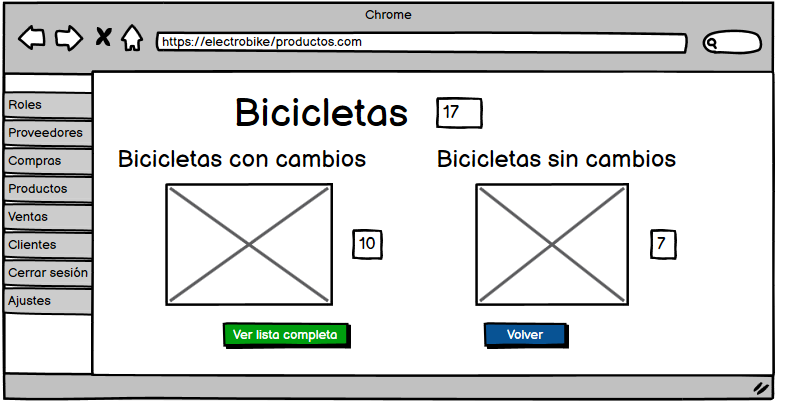 Chrome
https://electrobike/productos.com
Roles
Proveedores
Compras
Productos
Ventas
Clientes
Cerrar sesión
Ajustes
Bicicletas 17
Bicicletas con cambios
10
Bicicletas sin cambios
7
Ver lista completa
Volver